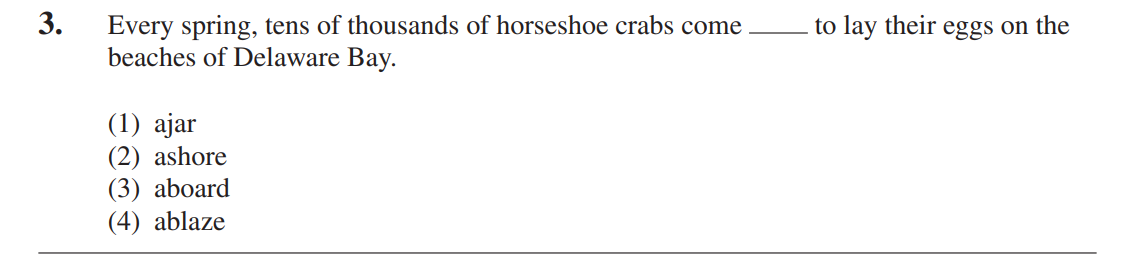 3. Every spring, tens of thousands of horseshoe crabs come _____ to lay their eggs on the
beaches of Delaware Bay.
(1) ajar
(2) ashore
(3) aboard
(4) ablaze